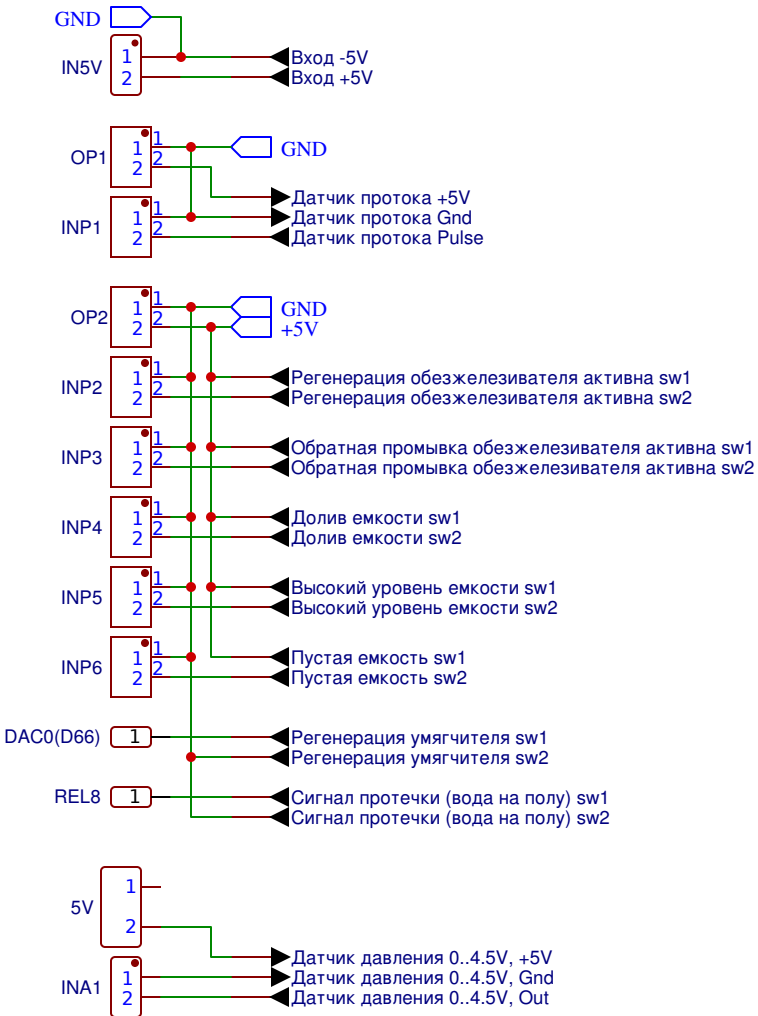 GND
IN5V 1 Вход -5V
2 Вход +5V
OP1 1 1 GND
2 2
Датчик протока +5V
INP1 1 1 Датчик протока Gnd
2 2 Датчик протока Pulse
OP2 1 1 GND
2 2 +5V
INP2 1 1 Регенерация обезжелезивателя активна sw1
2 2 Регенерация обезжелезивателя активна sw2
INP3 1 1 Обратная промывка обезжелезивателя активна sw1
2 2 Обратная промывка обезжелезивателя активна sw2
INP4 1 1 Долив емкости sw1
2 2 Долив емкости sw2
INP5 1 1 Высокий уровень емкости sw1
2 2 Высокий уровень емкости sw2
INP6 1 1 Пустая емкость sw1
2 2 Пустая емкость sw2
DAC0(D66) 1 Регенерация умягчителя sw1
Регенерация умягчителя sw2
REL8 1 Сигнал протечки (вода на полу) sw1
Сигнал протечки (вода на полу) sw2
5V 1
2
Датчик давления 0..4.5V, +5V
INA1 1 Датчик давления 0..4.5V, Gnd
2 Датчик давления 0..4.5V, Out